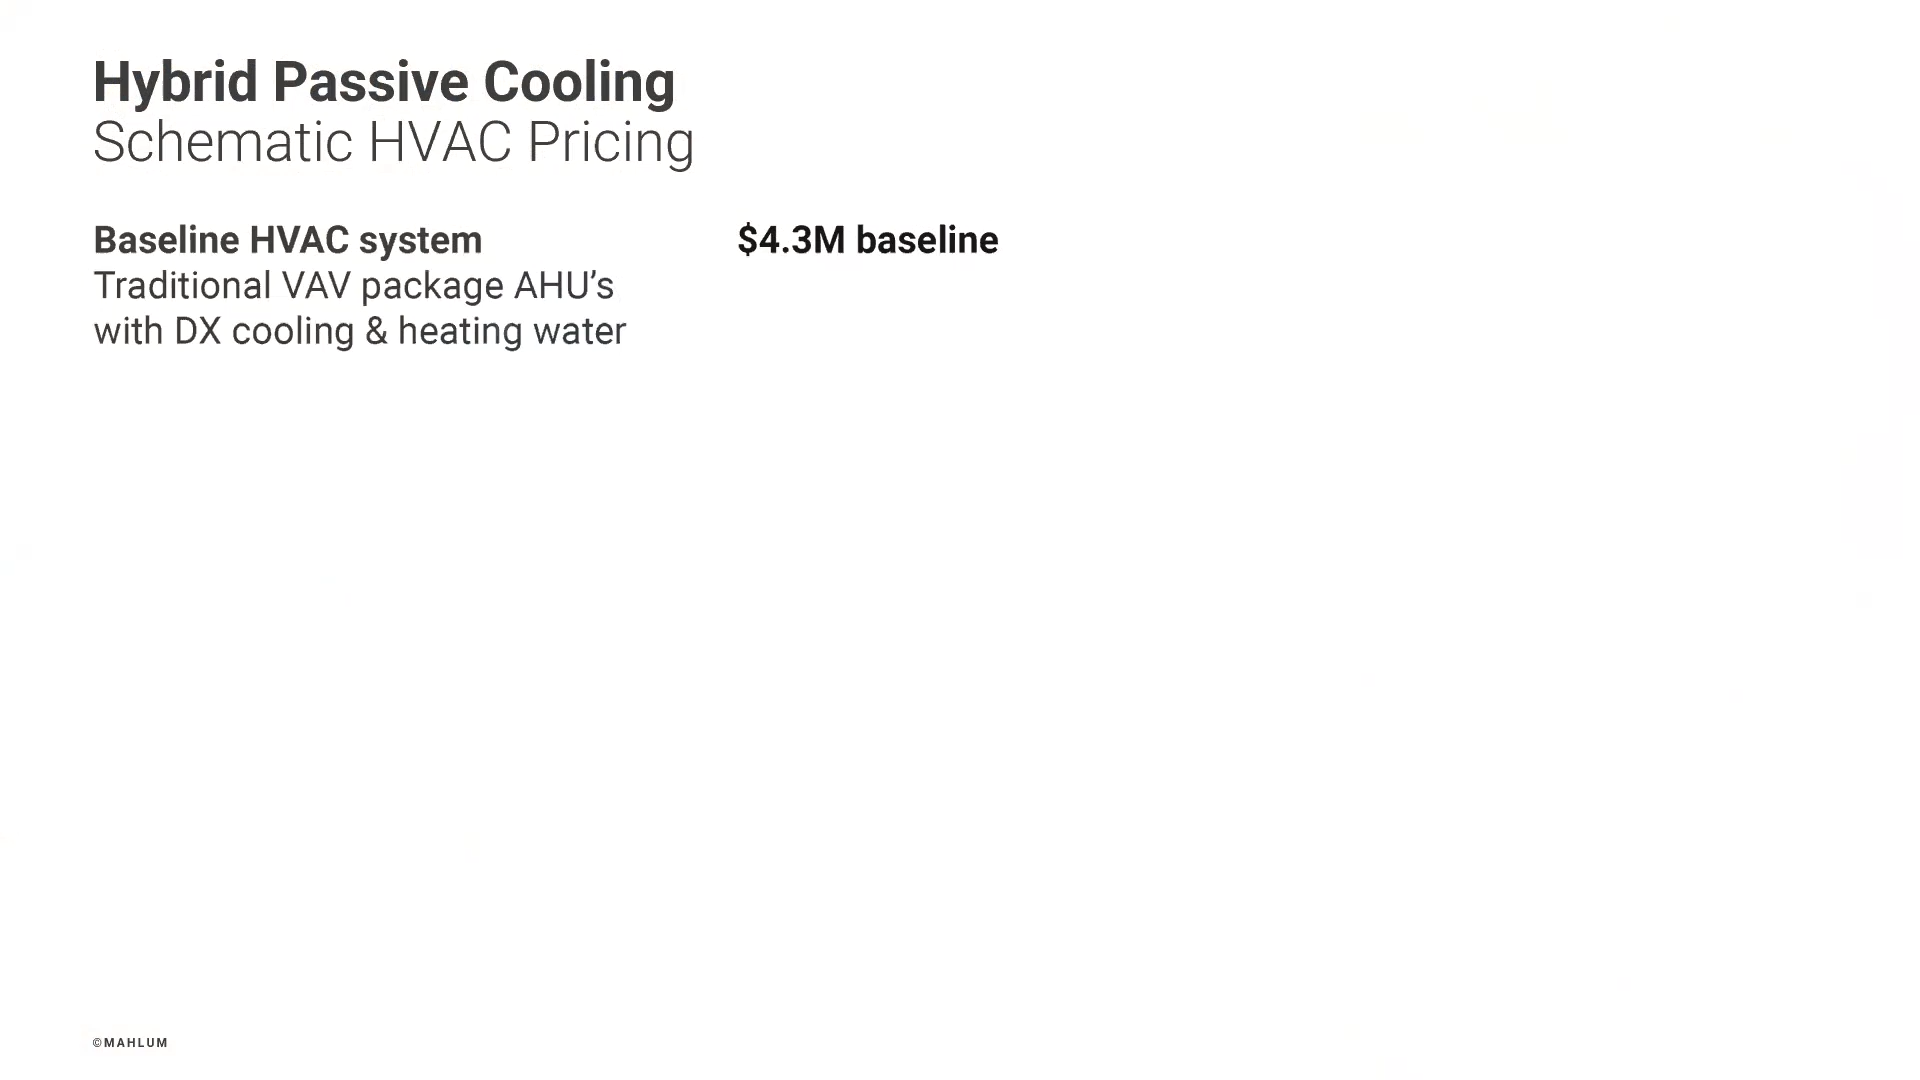 Hybrid Passive Cooling
Schematic HVAC Pricing
Baseline HVAC system
$4.3M baseline
Traditional VAV package AHU’s
with DX cooling & heating water
©MAHLUM